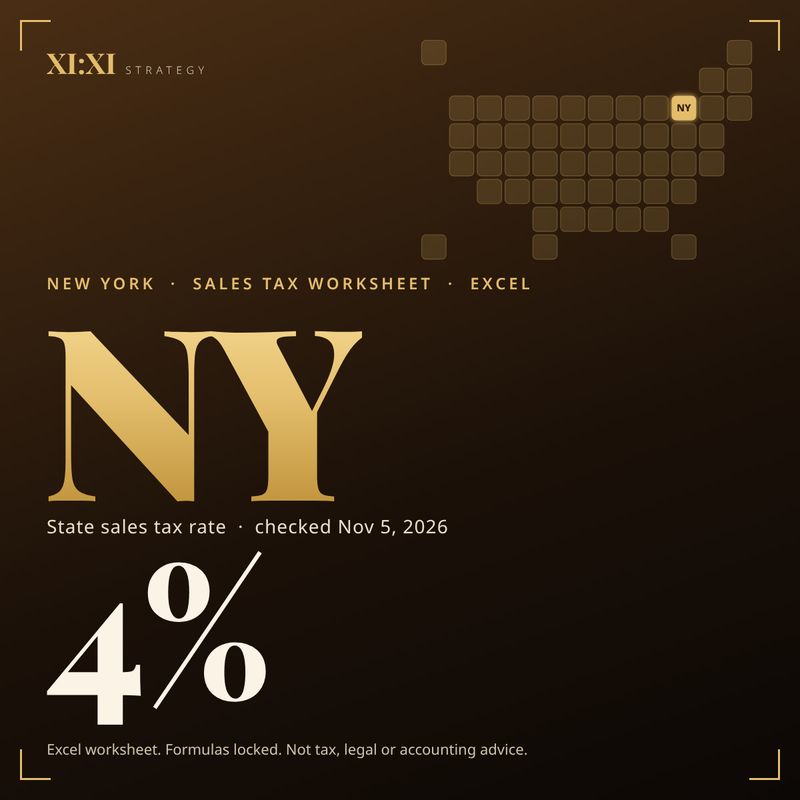 XI:XI STRATEGY
NY
NEW YORK · SALES TAX WORKSHEET · EXCEL
NY
State sales tax rate · checked Nov 5, 2026
4%
Excel worksheet. Formulas locked. Not tax, legal or accounting advice.